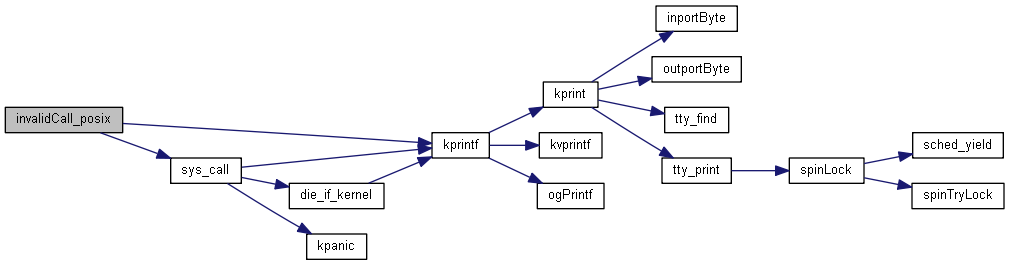 invalidCall_posix
sys_call
die_if_kernel
kpanic
kprintf
kprint
kvprintf
ogPrintf
inportByte
outportByte
tty_find
tty_print
spinLock
sched_yield
spinTryLock